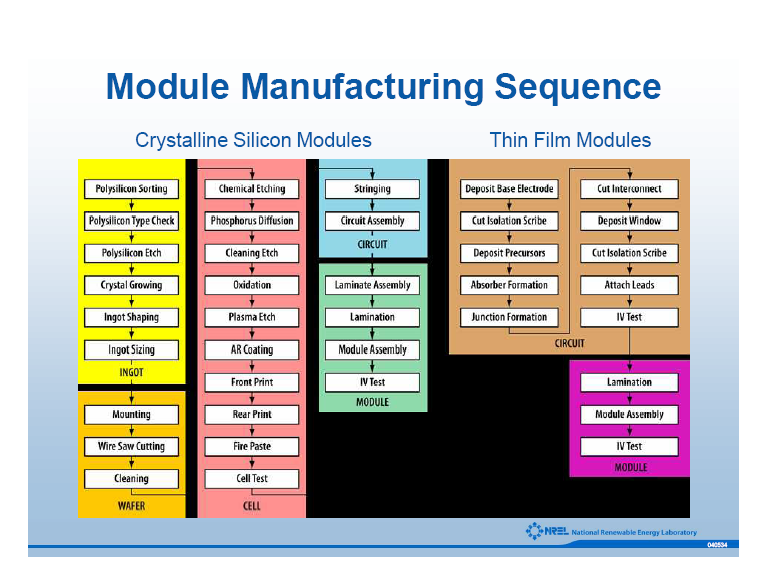 Module Manufacturing Sequence
Crystalline Silicon Modules
Polysilicon Sorting
Polysilicon Type Check
Polysilicon Etch
Crystal Growing
Ingot Shaping
Ingot Sizing
INGOT
Mounting
Wire Saw Cutting
Cleaning
WAFER
Chemical Etching
Phosphorus Diffusion
Cleaning Etch
Oxidation
Plasma Etch
AR Coating
Front Print
Rear Print
Fire Paste
Cell Test
CELL
Stringing
Circuit Assembly
CIRCUIT
Laminate Assembly
Lamination
Module Assembly
IV Test
MODULE
Thin Film Modules
Deposit Base Electrode
Cut Isolation Scribe
Deposit Precursors
Absorber Formation
Junction Formation
Cut Interconnect
Deposit Window
Cut Isolation Scribe
Attach Leads
IV Test
CIRCUIT
Lamination
Module Assembly
IV Test
MODULE
NREL National Renewable Energy Laboratory
040534